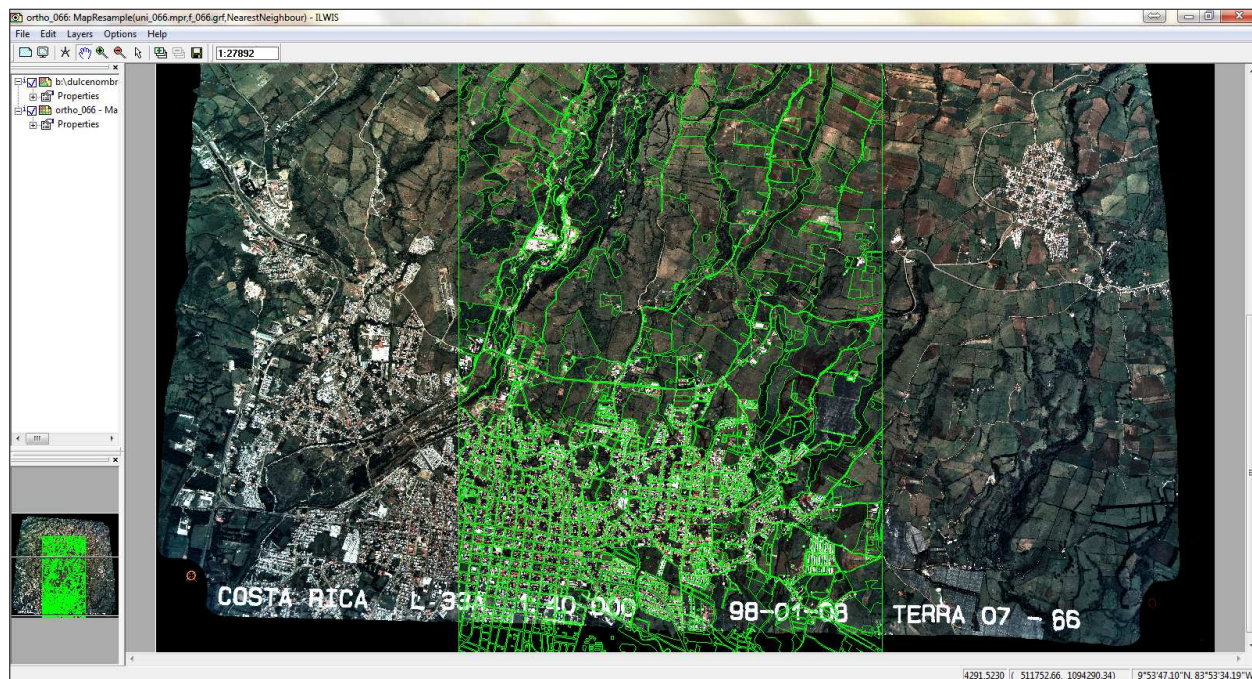 ortho_066: MapResample(uni_066.mpr,f_066.grf,NearestNeighbour) - ILWIS
File Edit Layers Options Help
1:27892
b:\dulcenombr
Properties
ortho_066 - Ma
Properties
COSTA RICA L-33A 1:40 000 98-01-08 TERRA 07 - 66
4291.5230 ( 511752.66, 1094290.34) 9°53'47.10"N, 83°53'34.19"W